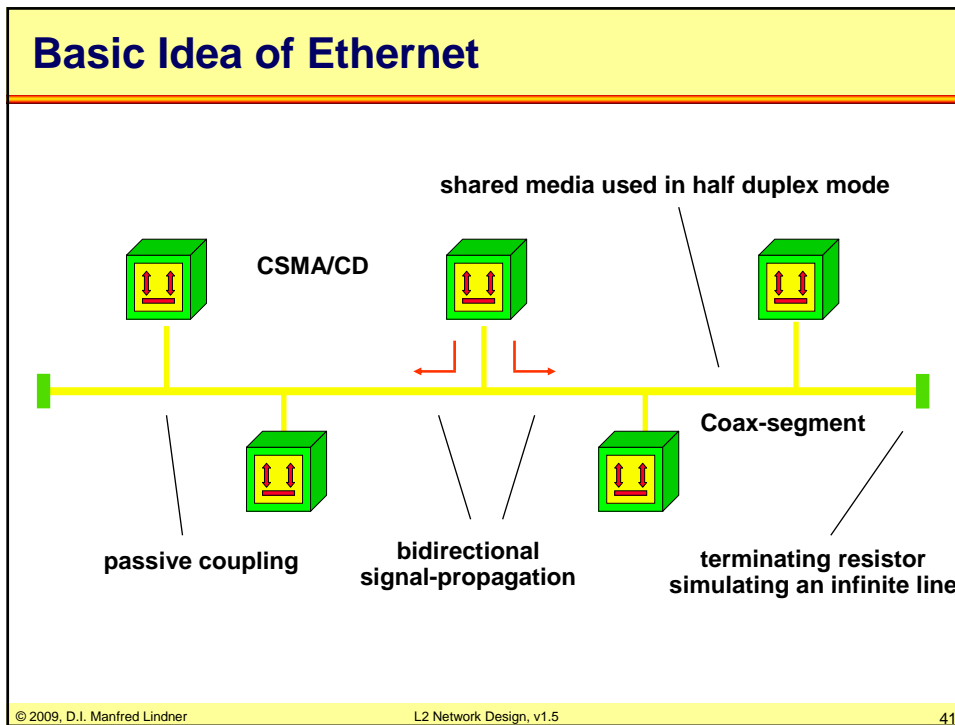 Basic Idea of Ethernet
shared media used in half duplex mode
CSMA/CD
Coax-segment
passive coupling
bidirectional
signal-propagation
terminating resistor
simulating an infinite line
© 2009, D.I. Manfred Lindner
L2 Network Design, v1.5
41